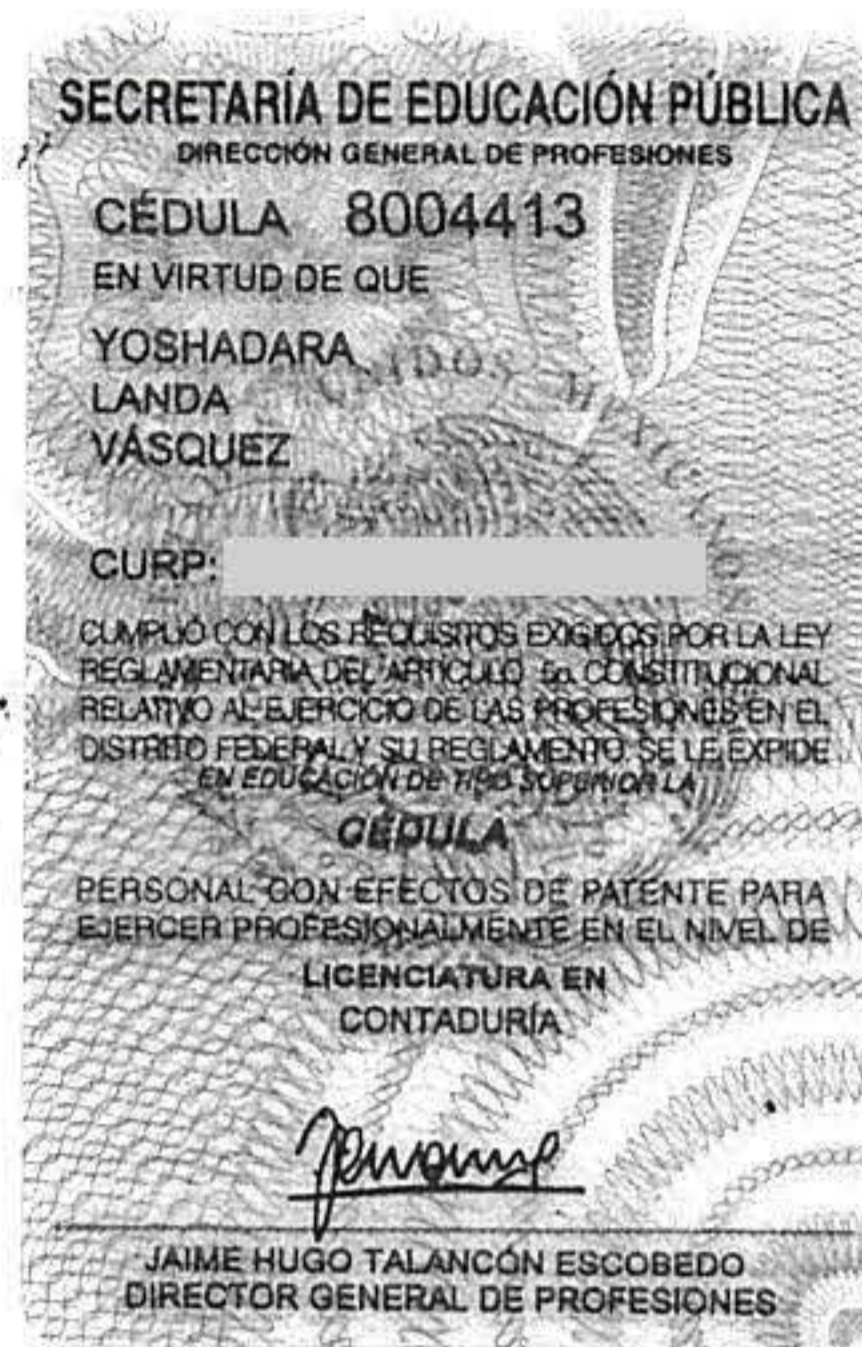 SECRETARÍA DE EDUCACIÓN PÚBLICA
DIRECCIÓN GENERAL DE PROFESIONES
CÉDULA 8004413
EN VIRTUD DE QUE
YOSHADARA
LANDA
VÁSQUEZ
UNIDOS MEXICANOS
CURP:
CUMPLIÓ CON LOS REQUISITOS EXIGIDOS POR LA LEY
REGLAMENTARIA DEL ARTÍCULO 5o. CONSTITUCIONAL
RELATIVO AL EJERCICIO DE LAS PROFESIONES EN EL
DISTRITO FEDERAL Y SU REGLAMENTO SE LE EXPIDE
EN EDUCACIÓN DE TIPO SUPERIOR LA
CÉDULA
PERSONAL CON EFECTOS DE PATENTE PARA
EJERCER PROFESIONALMENTE EN EL NIVEL DE
LICENCIATURA EN
CONTADURÍA
JAIME HUGO TALANCÓN ESCOBEDO
DIRECTOR GENERAL DE PROFESIONES